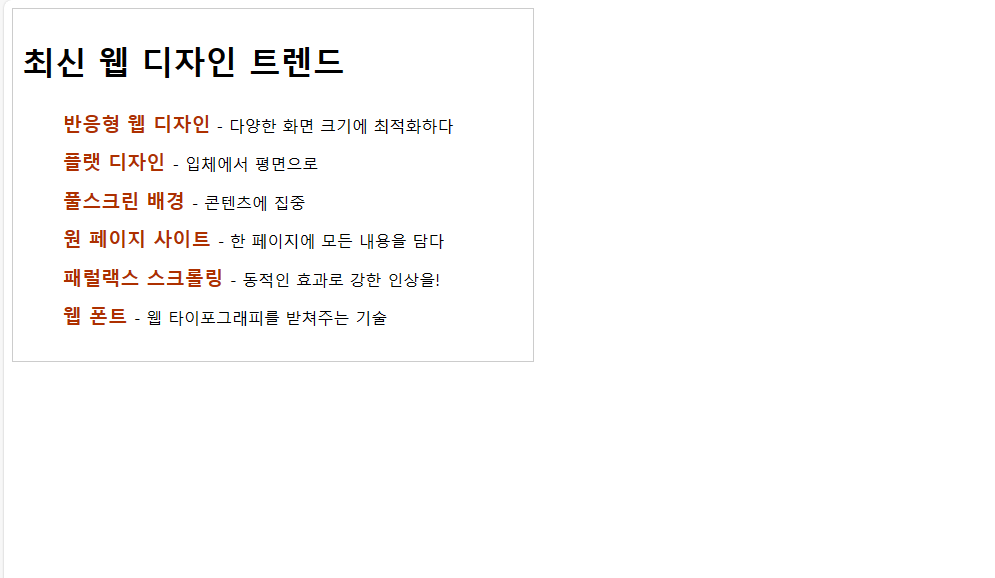 최신 웹 디자인 트렌드
반응형 웹 디자인 - 다양한 화면 크기에 최적화하다
플랫 디자인 - 입체에서 평면으로
풀스크린 배경 - 콘텐츠에 집중
원 페이지 사이트 - 한 페이지에 모든 내용을 담다
패럴랙스 스크롤링 - 동적인 효과로 강한 인상을!
웹 폰트 - 웹 타이포그래피를 받쳐주는 기술